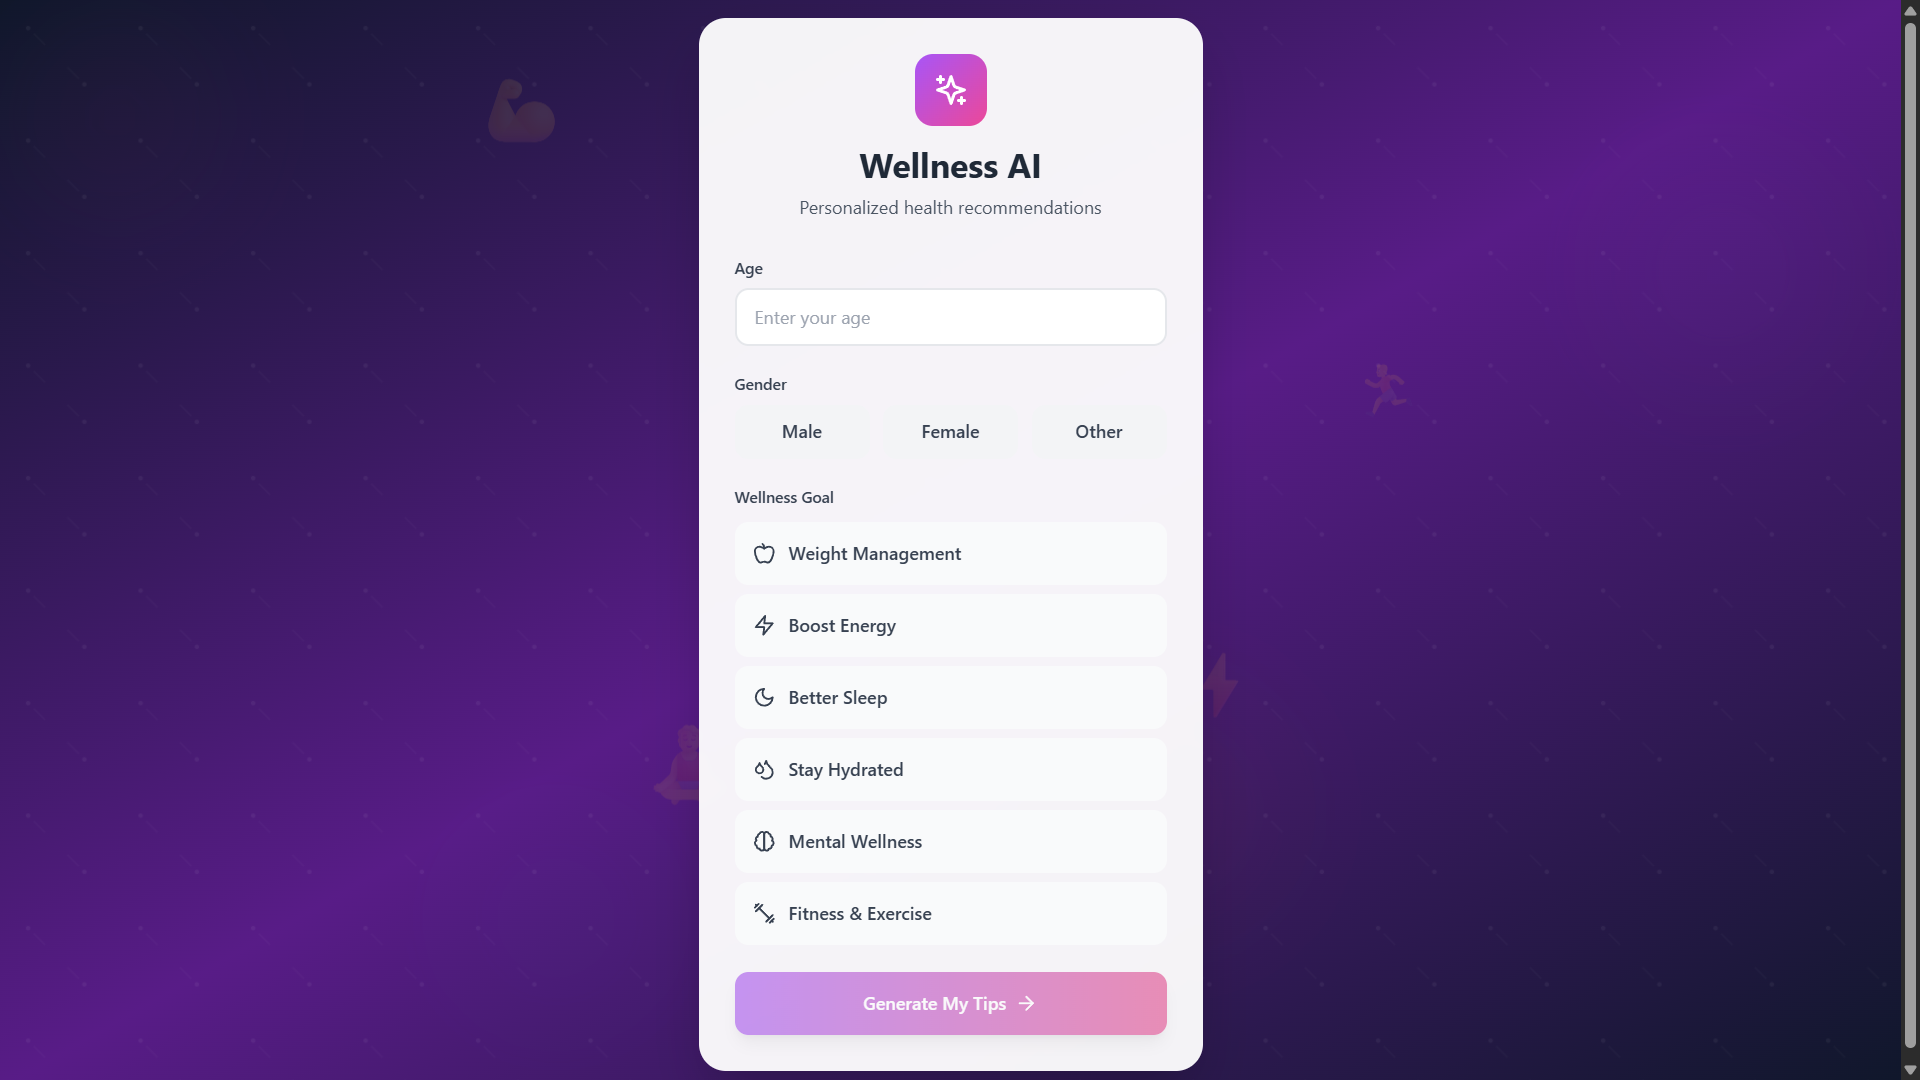 Wellness AI
Personalized health recommendations
Age
Enter your age
Gender
Male Female Other
Wellness Goal
Weight Management
Boost Energy
Better Sleep
Stay Hydrated
Mental Wellness
Fitness & Exercise
Generate My Tips